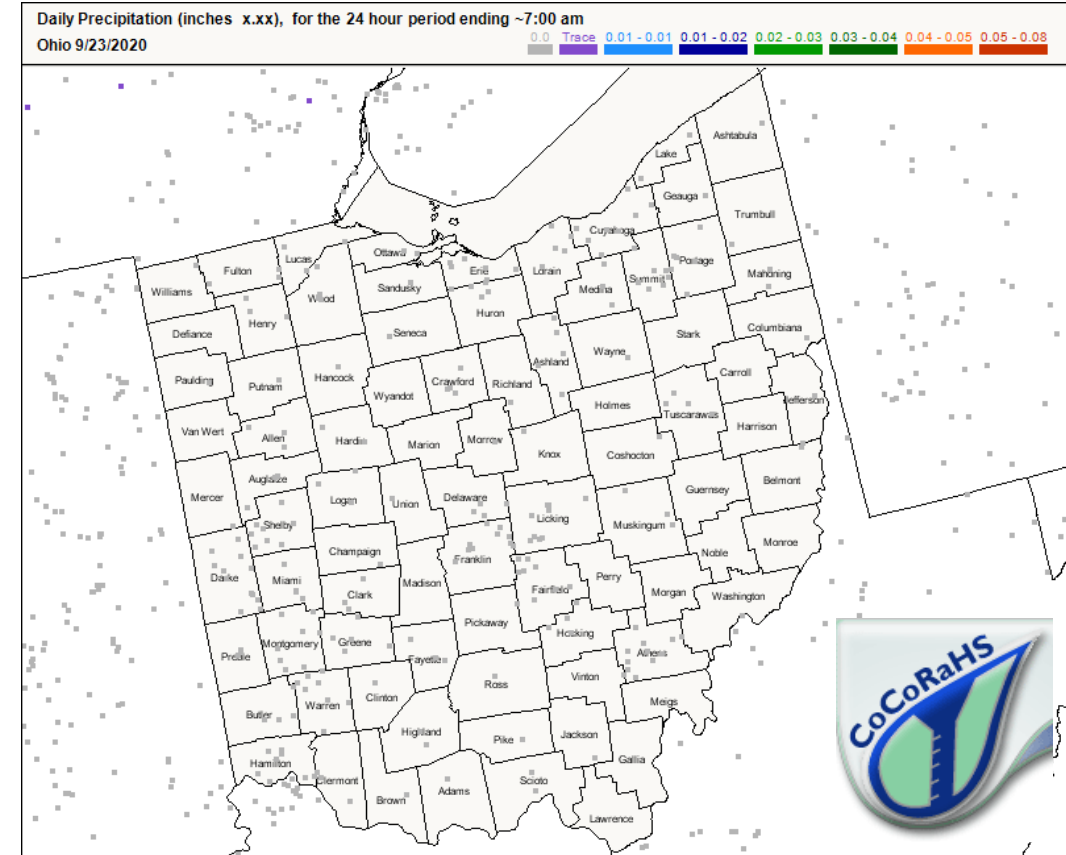 Daily Precipitation (inches x.xx), for the 24 hour period ending ~7:00 am
Ohio 9/23/2020
0.0 Trace 0.01 - 0.01 0.01 - 0.02 0.02 - 0.03 0.03 - 0.04 0.04 - 0.05 0.05 - 0.08
Ashtabula
Lake
Geauga
Trumbull
Cuyahoga
Ottawa
Lucas
Fulton
Erie
Lorain
Portage
Mahoning
Williams
Wood
Sandusky
Medina
Summit
Henry
Huron
Defiance
Seneca
Stark
Columbiana
Wayne
Ashland
Paulding
Putnam
Hancock
Crawford
Richland
Carroll
Wyandot
Jefferson
Holmes
Tuscarawas
Harrison
Van Wert
Allen
Hardin
Marion
Morrow
Knox
Coshocton
Auglaize
Belmont
Mercer
Logan
Union
Delaware
Guernsey
Shelby
Licking
Muskingum
Champaign
Franklin
Noble
Monroe
Darke
Miami
Clark
Madison
Fairfield
Perry
Morgan
Washington
Pickaway
Hocking
Preble
Montgomery
Greene
Fayette
Athens
Ross
Vinton
Butler
Warren
Clinton
Meigs
Highland
Pike
Jackson
Hamilton
Clermont
Gallia
Brown
Adams
Scioto
Lawrence
CoCoRaHS